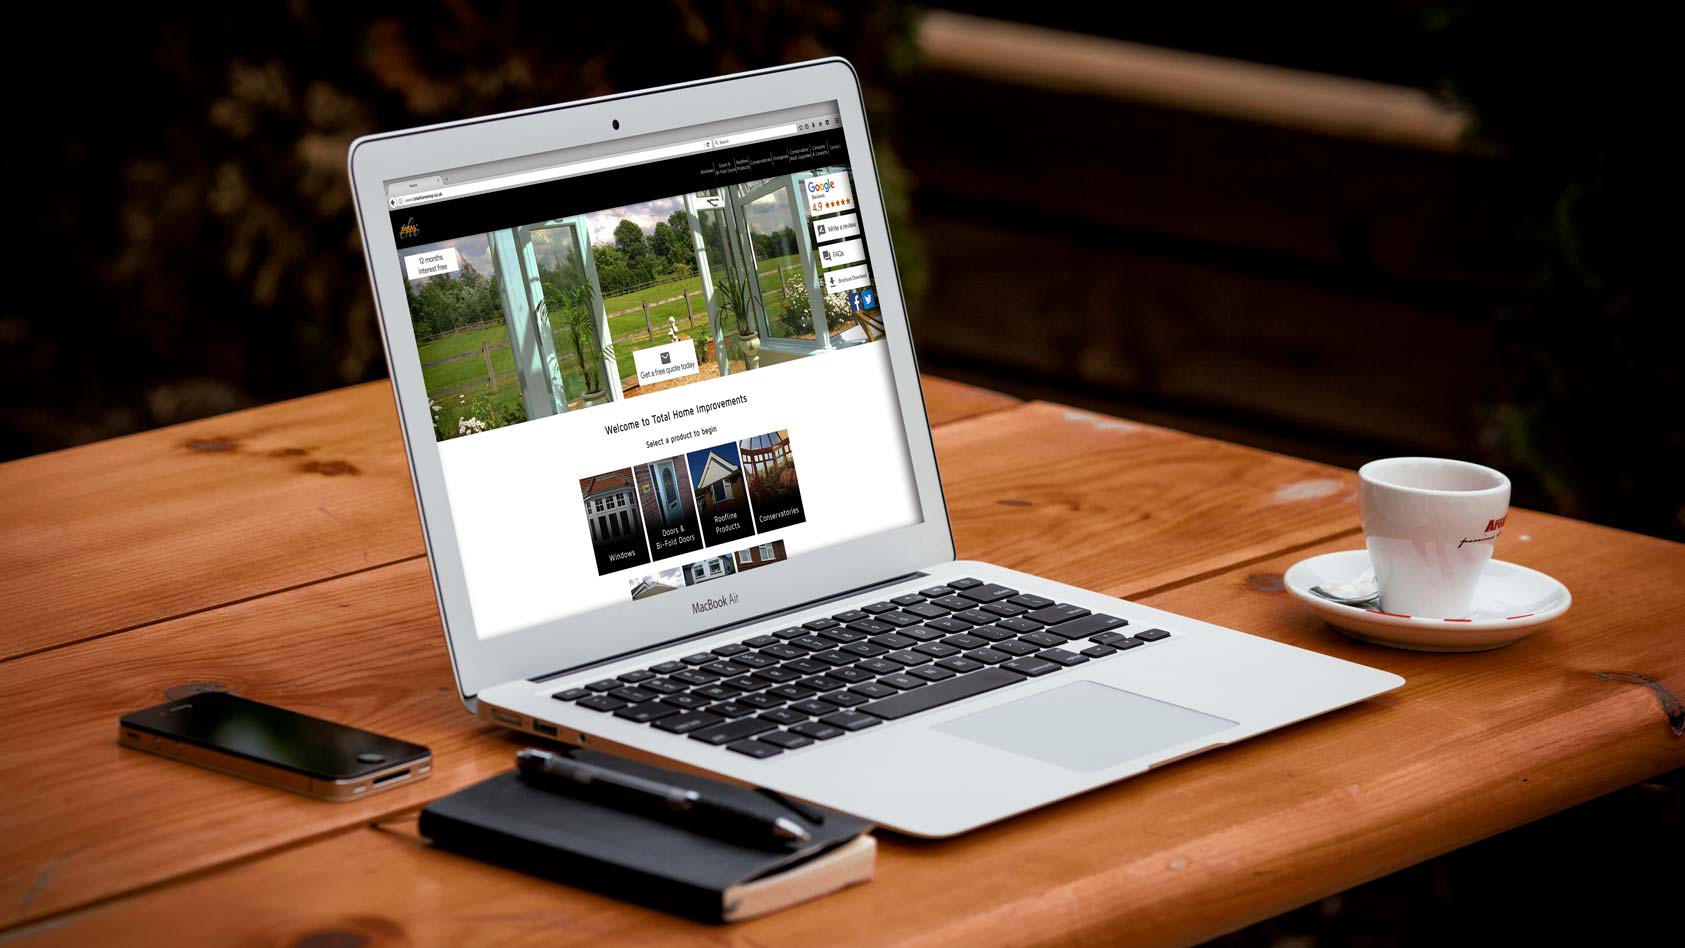 Home
www.totalhomeimp.co.uk
Search
Windows
Doors &
Bi-Fold Doors
Roofline
Products
Conservatories
Orangeries
Conservatory
Roof Upgrades
Canopies
& Carports
Contact
12 months
interest free
Google
Reviews
4.9
Write a review
FAQs
Brochure Download
Get a free quote today
Welcome to Total Home Improvements
Select a product to begin
Windows
Doors &
Bi-Fold Doors
Roofline
Products
Conservatories
MacBook Air